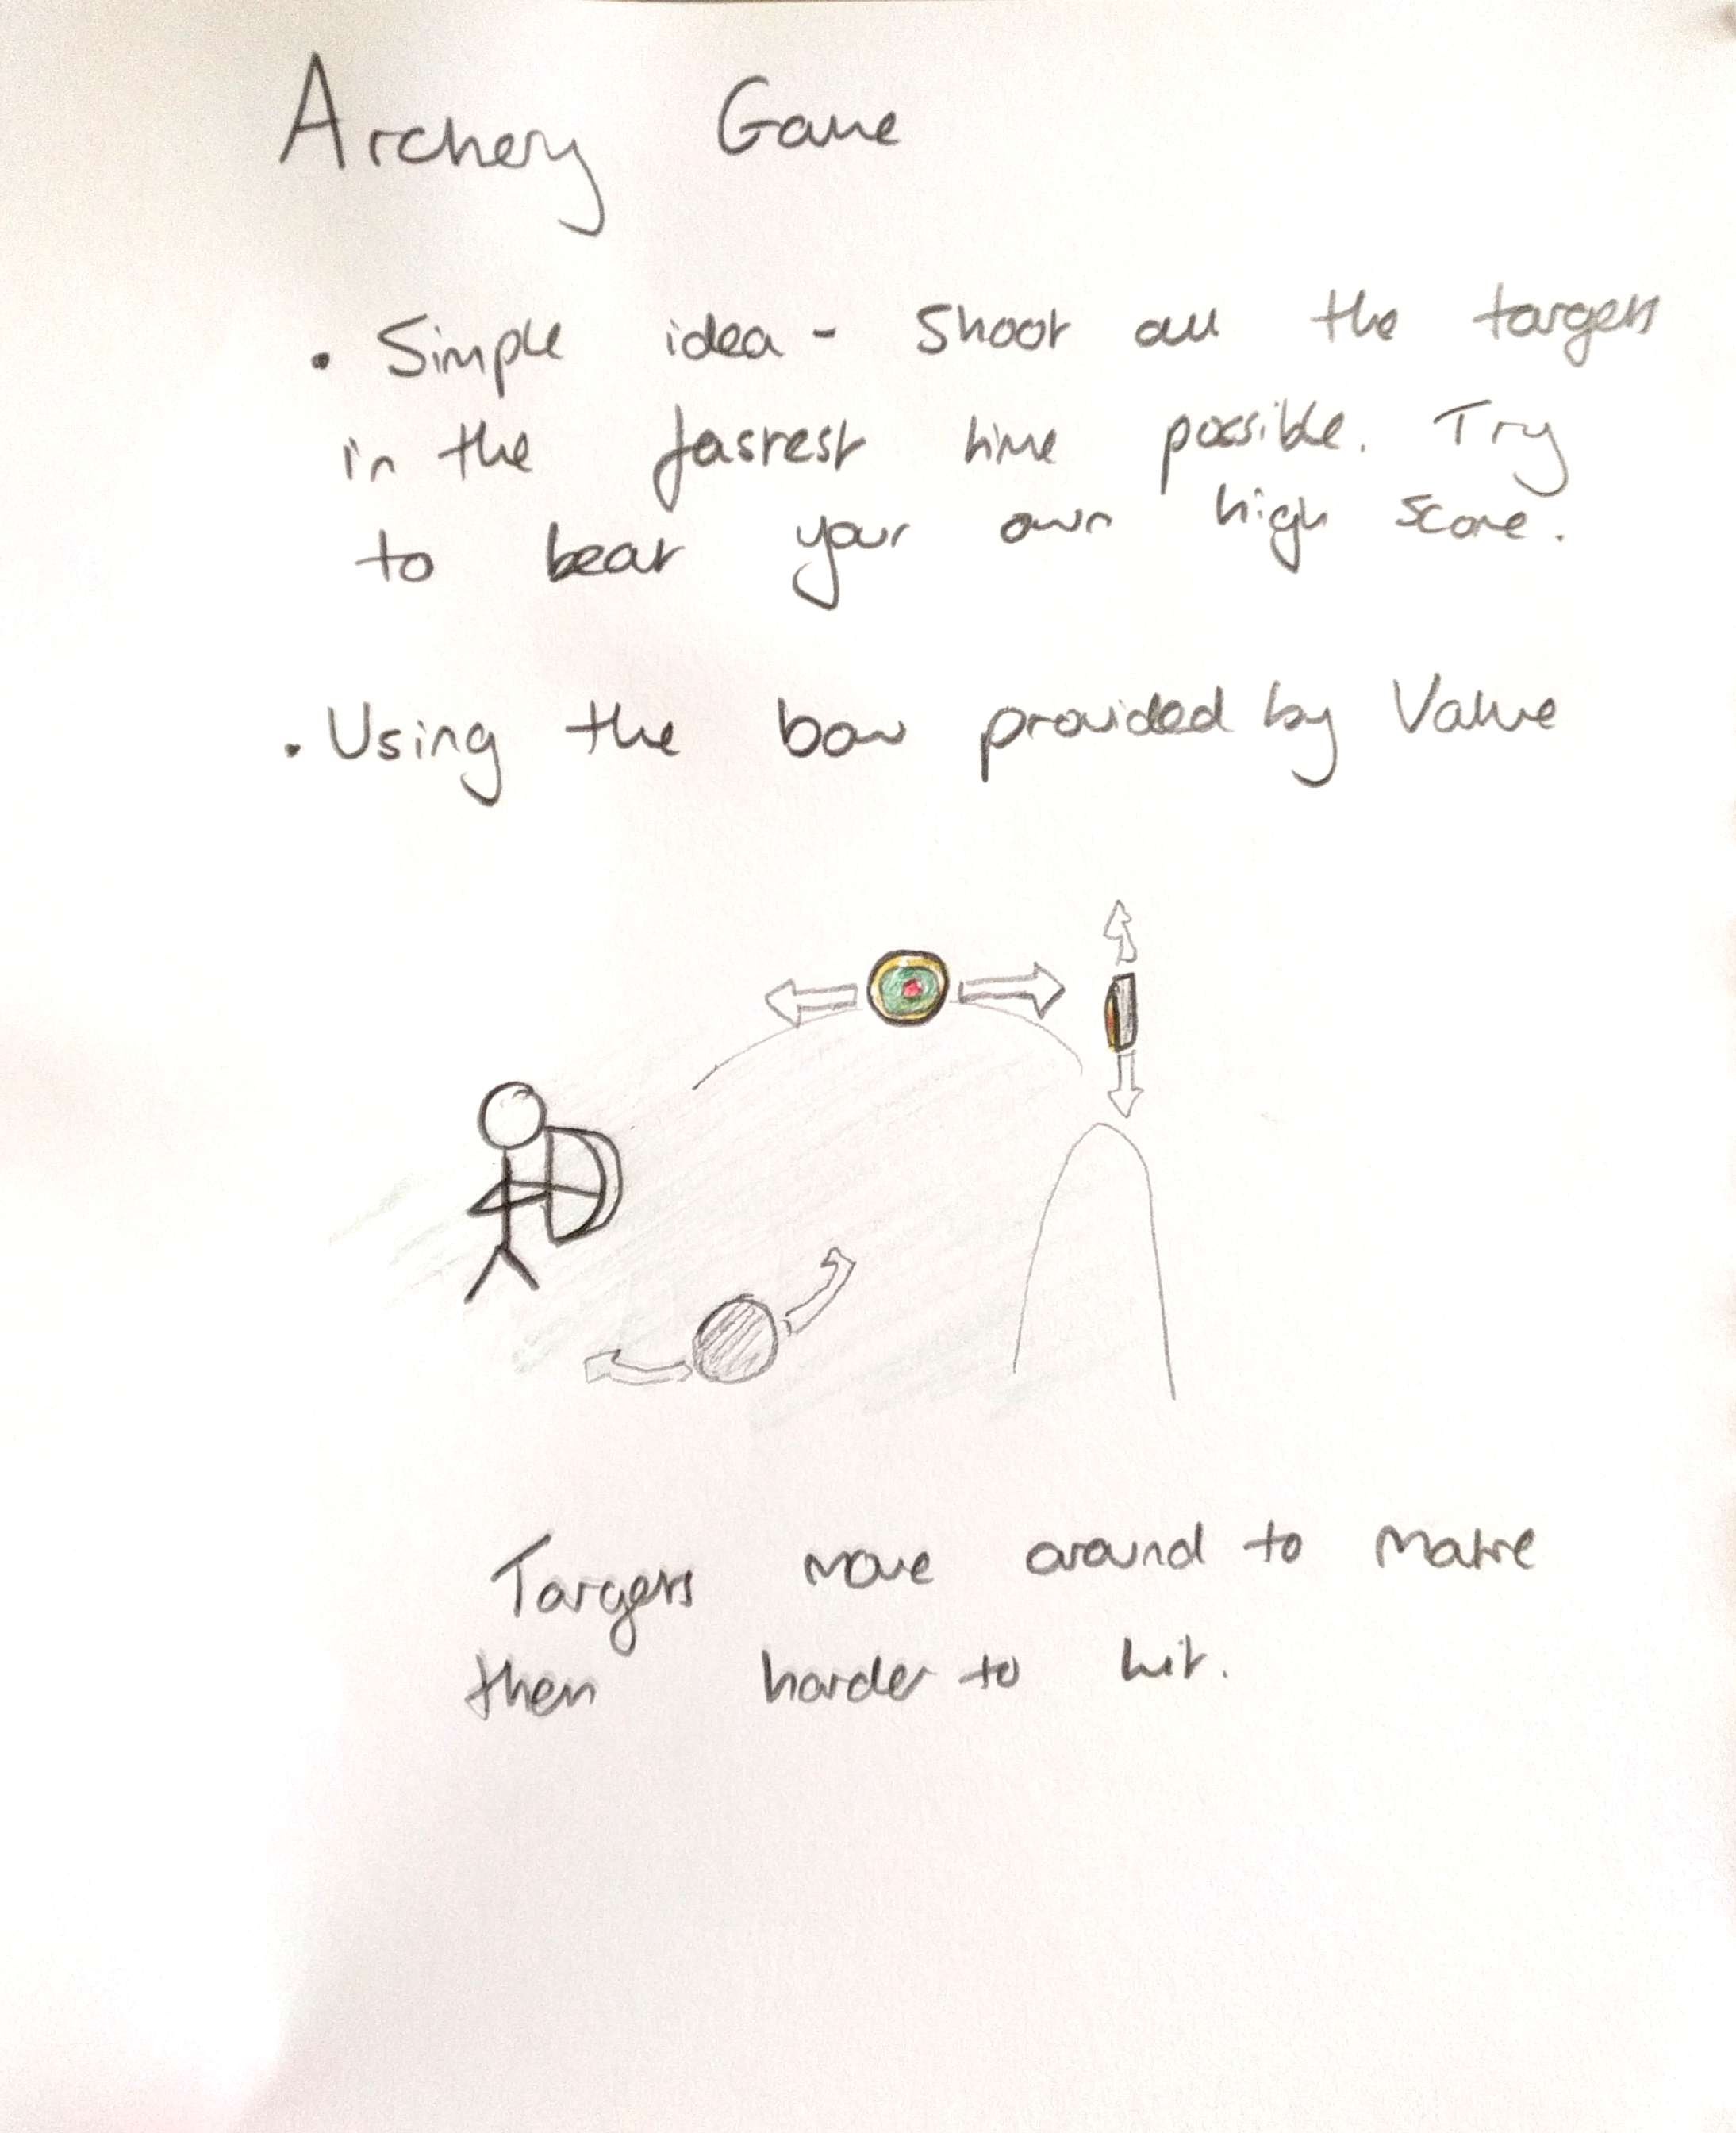 Archery Game
• Simple idea - Shoot all the targets
in the fastest time possible. Try
to beat your own high score.
• Using the bow provided by Valve
Targets move around to make
them harder to hit.